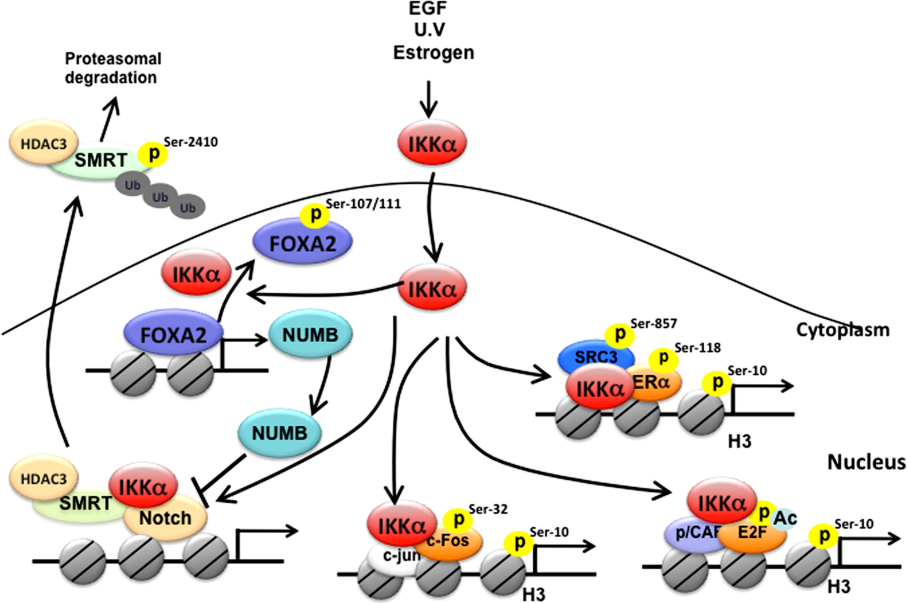 EGF
U.V
Estrogen
IKKα
Proteasomal
degradation
HDAC3
SMRT
p
Ser-2410
Ub
Ub
Ub
p
Ser-107/111
FOXA2
IKKα
IKKα
FOXA2
NUMB
NUMB
Cytoplasm
p
Ser-857
SRC3
p
Ser-118
IKKα
ERα
p
Ser-10
H3
Nucleus
HDAC3
SMRT
IKKα
Notch
IKKα
p
Ser-32
c-jun
c-Fos
p
Ser-10
H3
IKKα
p
Ac
p/CAF
E2F
p
Ser-10
H3